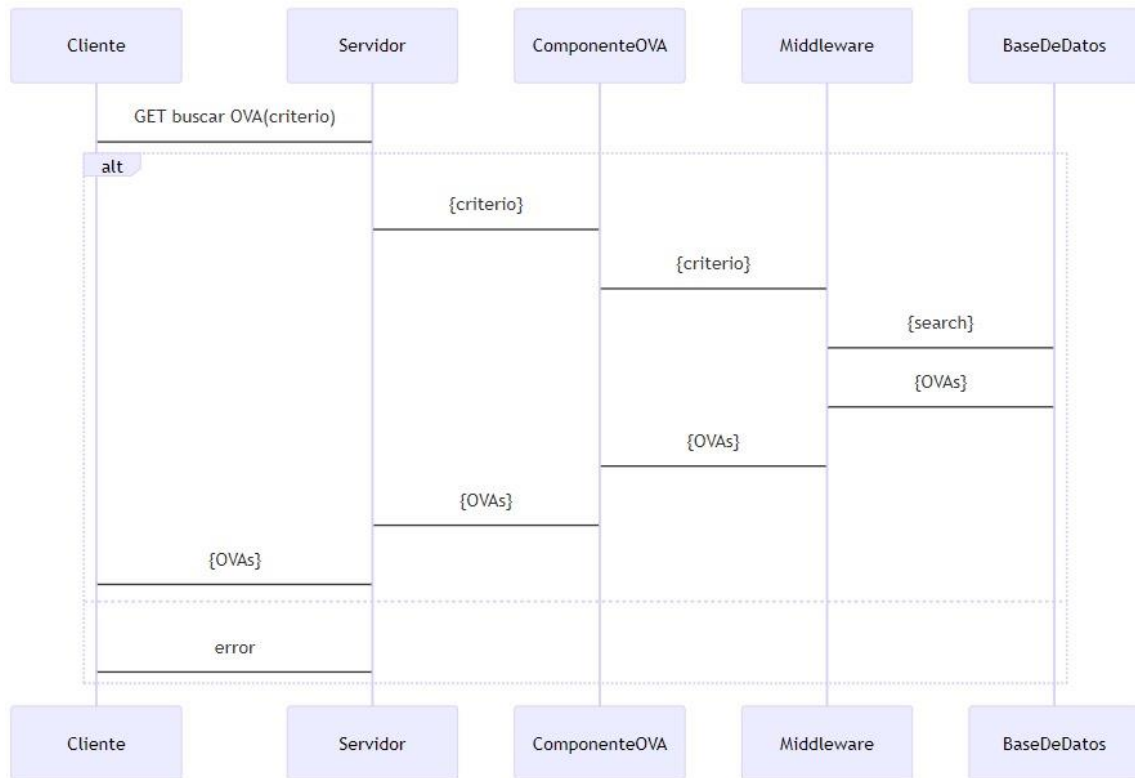 Cliente
Servidor
ComponenteOVA
Middleware
BaseDeDatos
GET buscar OVA(criterio)
alt
{criterio}
{criterio}
{search}
{OVAs}
{OVAs}
{OVAs}
{OVAs}
error
Cliente
Servidor
ComponenteOVA
Middleware
BaseDeDatos